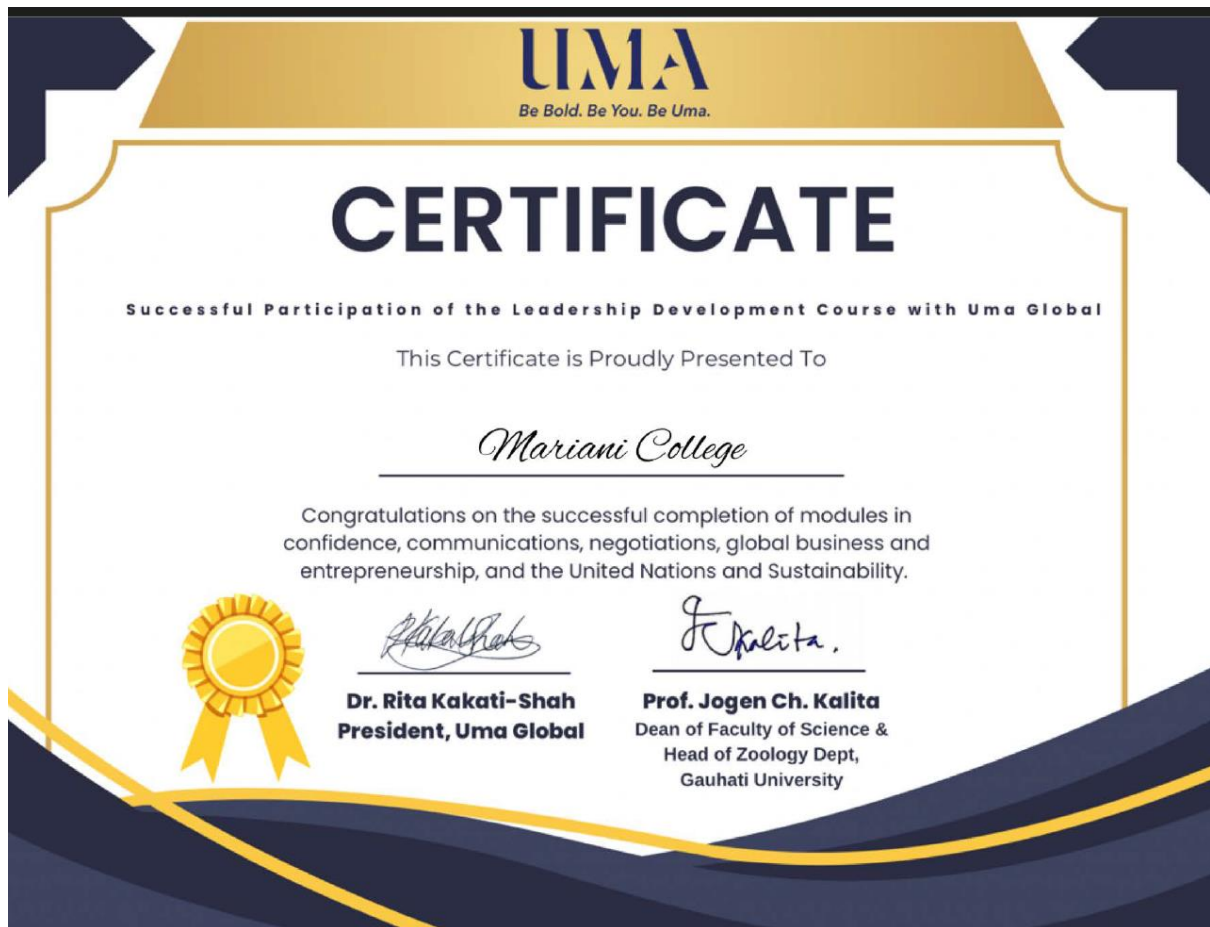 UMA
Be Bold. Be You. Be Uma.
CERTIFICATE
Successful Participation of the Leadership Development Course with Uma Global
This Certificate is Proudly Presented To
Mariani College
Congratulations on the successful completion of modules in
confidence, communications, negotiations, global business and
entrepreneurship, and the United Nations and Sustainability.
Dr. Rita Kakati-Shah
President, Uma Global
Prof. Jogen Ch. Kalita
Dean of Faculty of Science &
Head of Zoology Dept,
Gauhati University